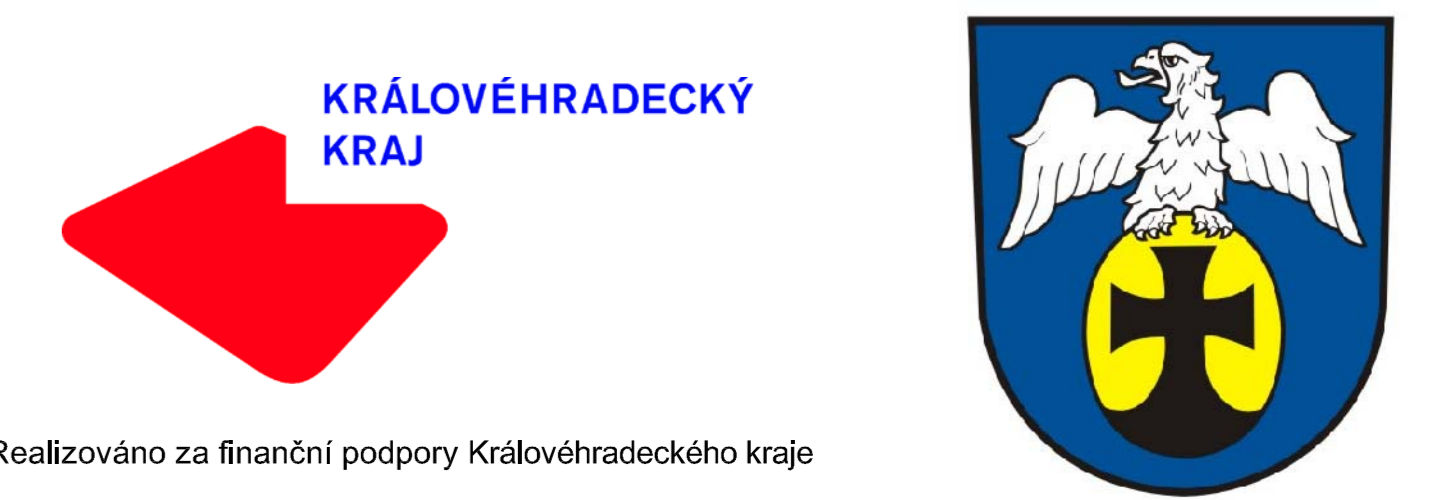 KRÁLOVÉHRADECKÝ
KRAJ
Realizováno za finanční podpory Královéhradeckého kraje